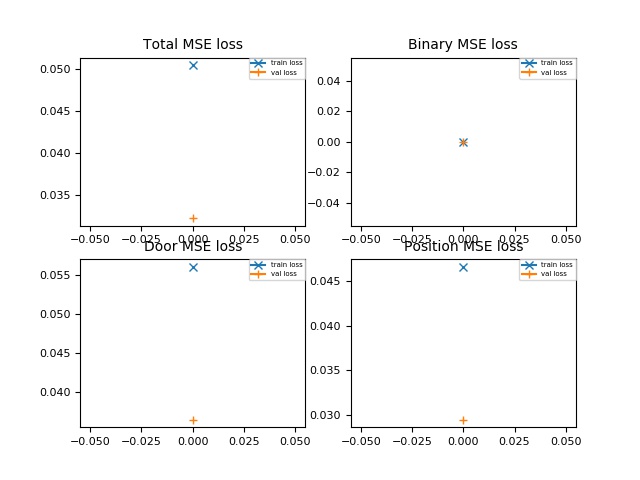 Total MSE loss
0.050
0.045
0.040
0.035
−0.050 −0.025 0.000 0.025 0.050
train loss
val loss
Binary MSE loss
0.04
0.02
0.00
−0.02
−0.04
−0.050 −0.025 0.000 0.025 0.050
train loss
val loss
Door MSE loss
0.055
0.050
0.045
0.040
−0.050 −0.025 0.000 0.025 0.050
train loss
val loss
Position MSE loss
0.045
0.040
0.035
0.030
−0.050 −0.025 0.000 0.025 0.050
train loss
val loss